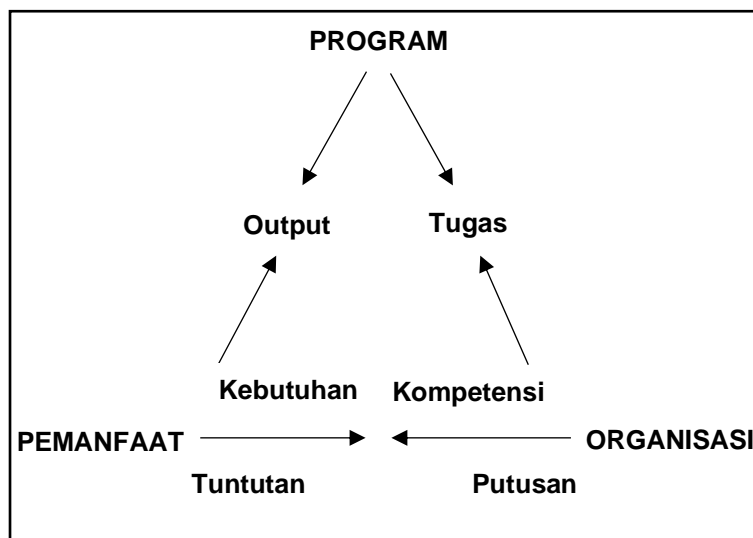 PROGRAM
Output Tugas
Kebutuhan Kompetensi
PEMANFAAT ORGANISASI
Tuntutan Putusan